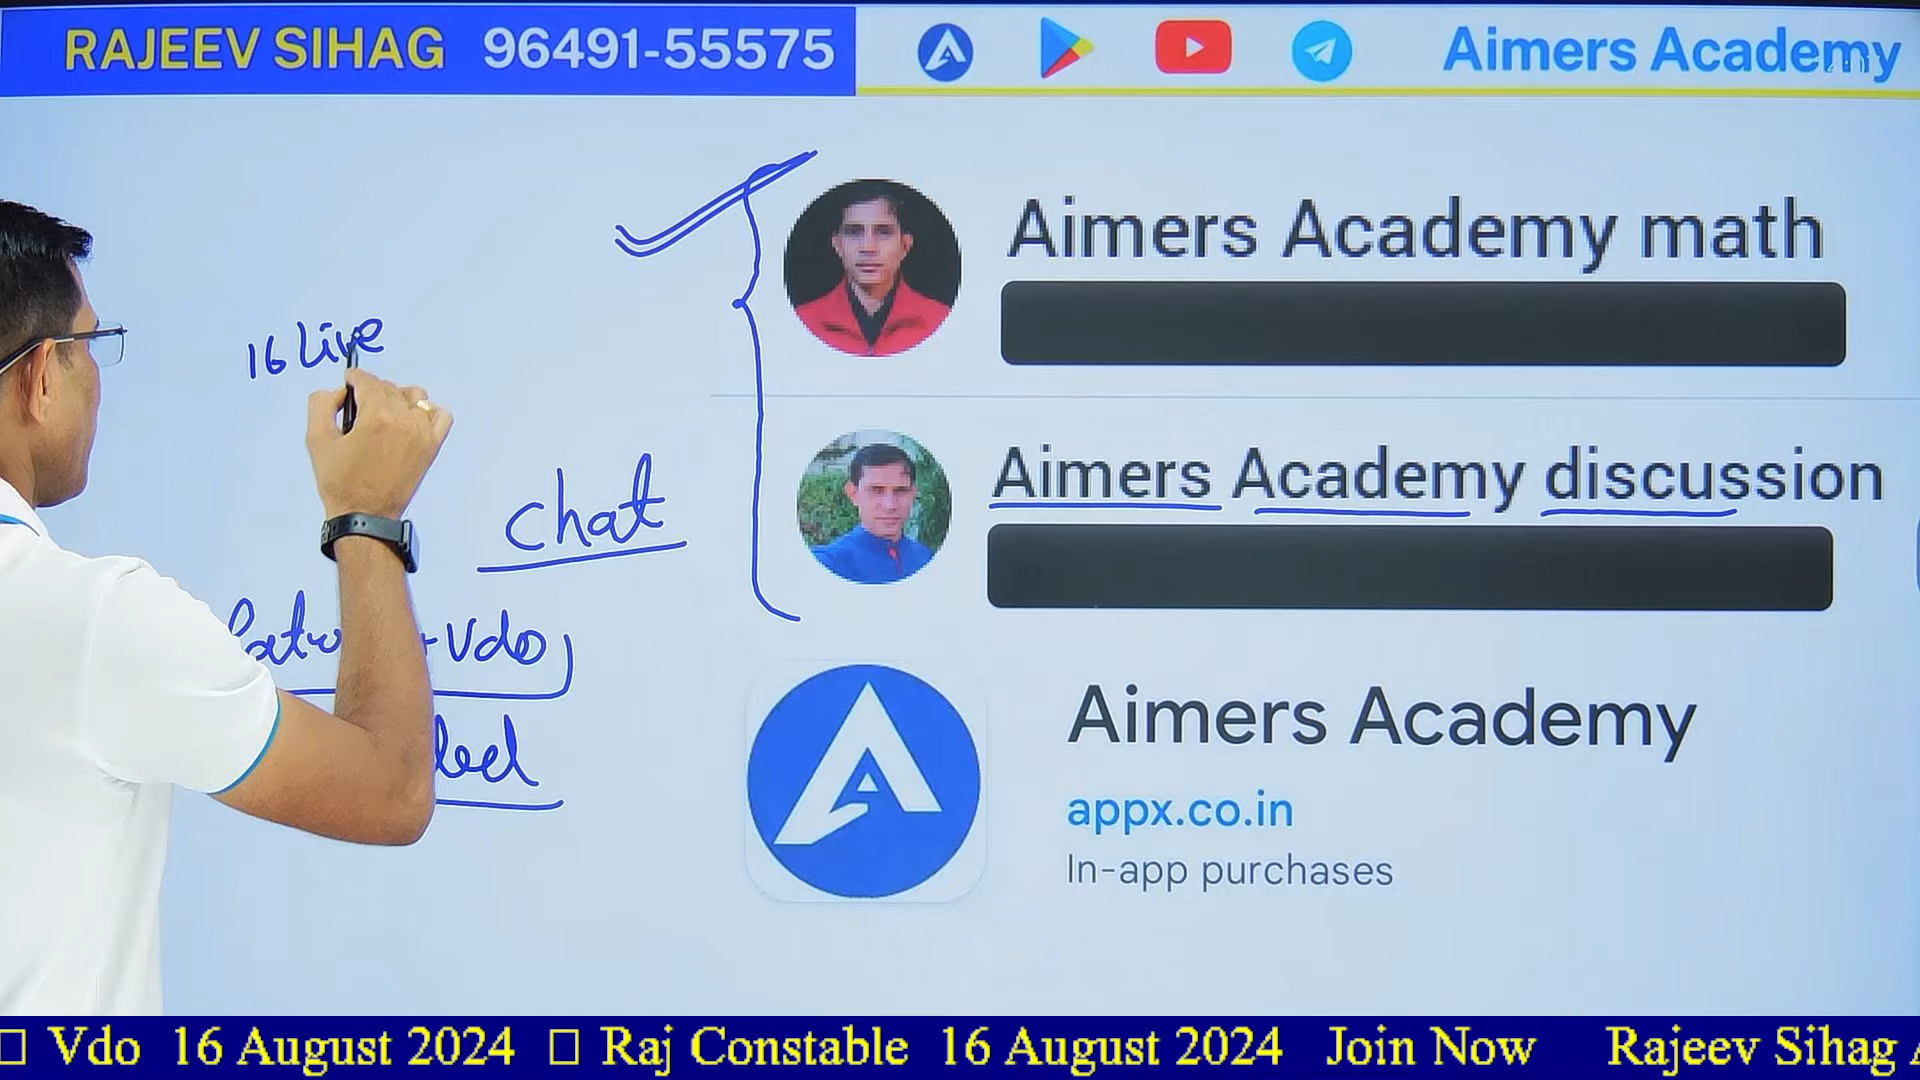 RAJEEV SIHAG 96491-55575
Aimers Academy
Aimers Academy math
16 Live
Aimers Academy discussion
chat
+ Vdo
Aimers Academy
appx.co.in
In-app purchases
Vdo 16 August 2024 Raj Constable 16 August 2024 Join Now Rajeev Sihag A